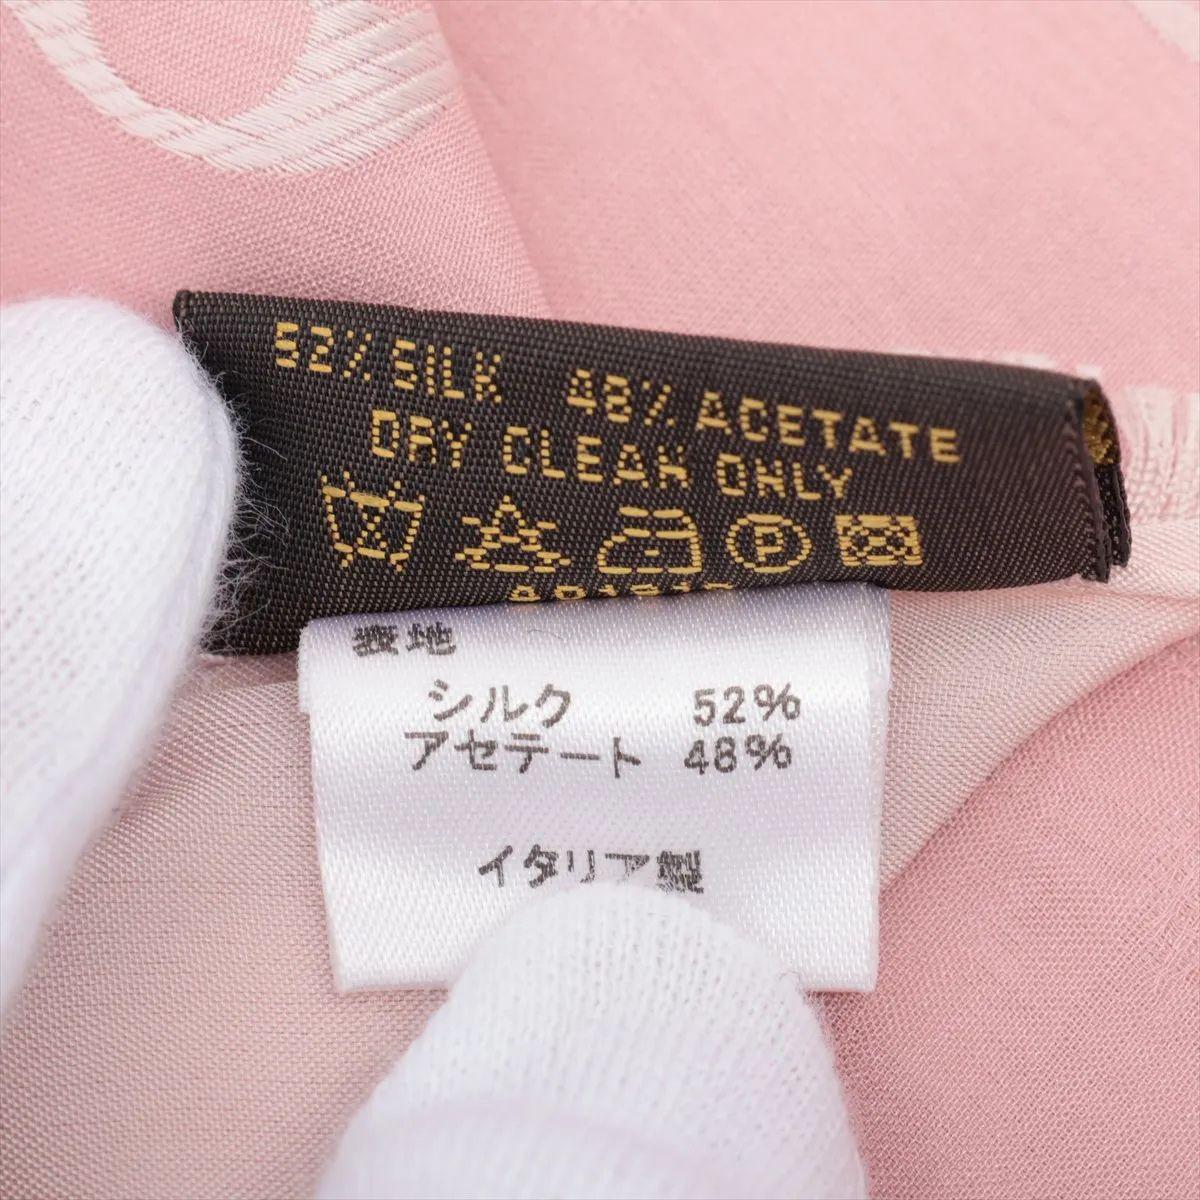 52% SILK 48% ACETATE
DRY CLEAN ONLY
P
表地
シルク 52%
アセテート 48%
イタリア製